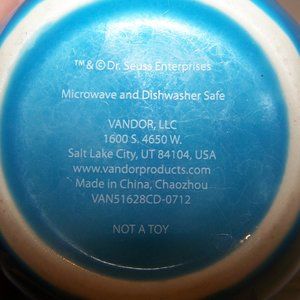 ™ & © Dr. Seuss Enterprises
Microwave and Dishwasher Safe
VANDOR, LLC
1600 S. 4650 W.
Salt Lake City, UT 84104, USA
www.vandorproducts.com
Made in China, Chaozhou
VAN51628CD-0712
NOT A TOY